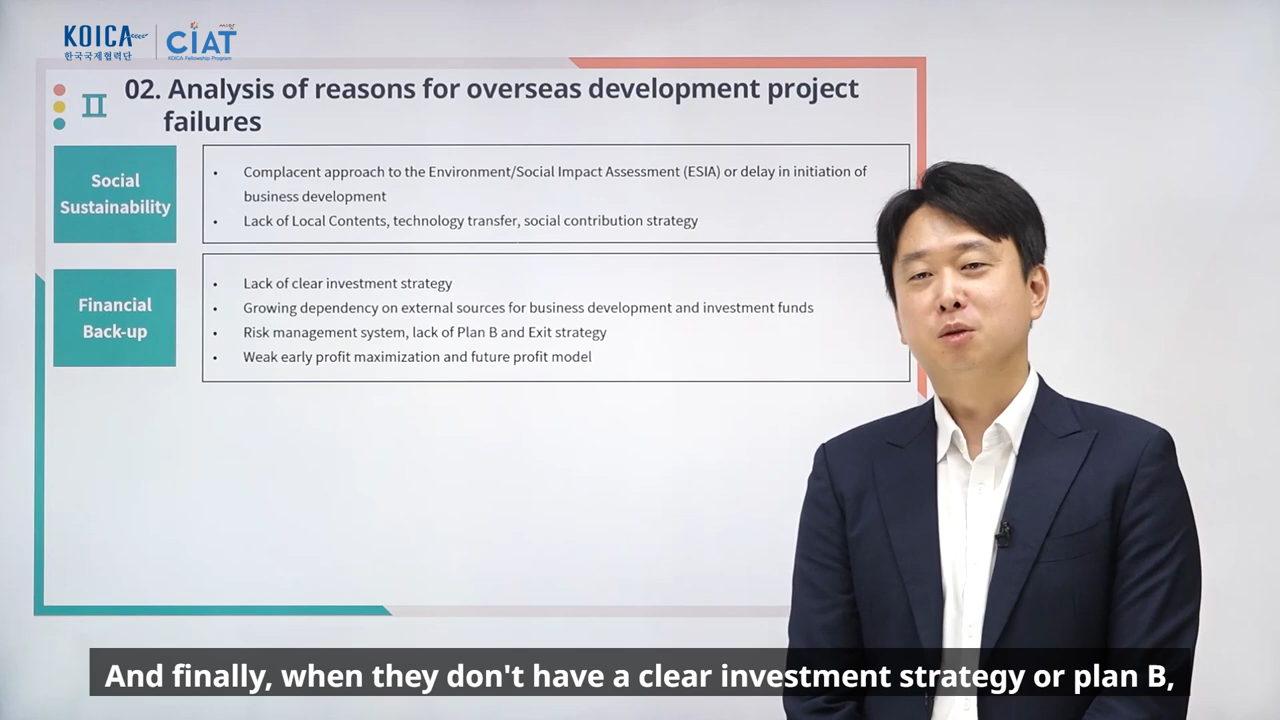 KOICA
한국국제협력단
씨앗
CIAT
KOICA Fellowship Program
II
02. Analysis of reasons for overseas development project
failures
Social
Sustainability
• Complacent approach to the Environment/Social Impact Assessment (ESIA) or delay in initiation of
business development
• Lack of Local Contents, technology transfer, social contribution strategy
Financial
Back-up
• Lack of clear investment strategy
• Growing dependency on external sources for business development and investment funds
• Risk management system, lack of Plan B and Exit strategy
• Weak early profit maximization and future profit model
And finally, when they don't have a clear investment strategy or plan B,